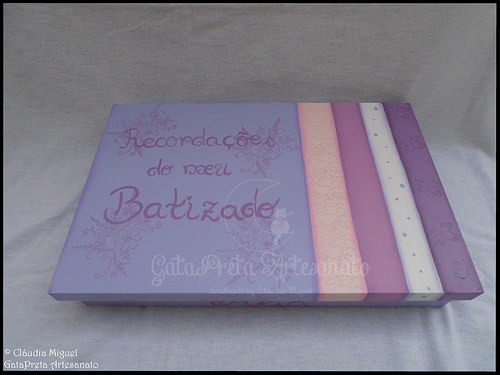 Recordações
do meu
Batizado
GataPreta Artesanato
© Cláudia Miguel
GataPreta Artesanato